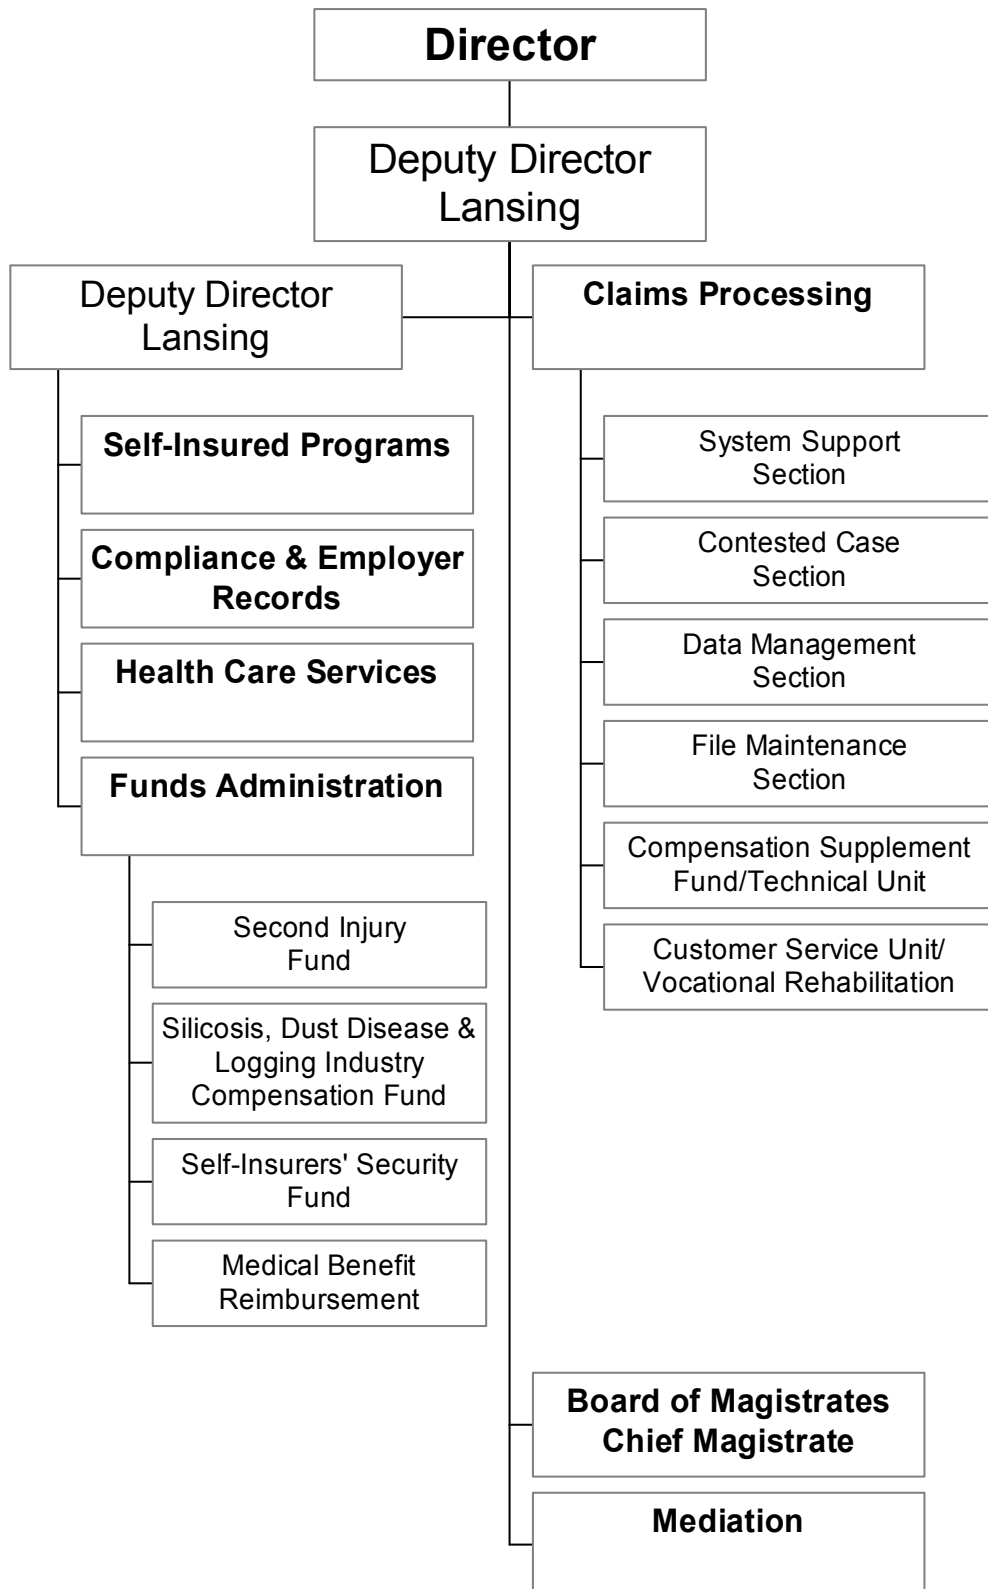 Director
Deputy Director
Lansing
Deputy Director
Lansing
Self-Insured Programs
Compliance & Employer
Records
Health Care Services
Funds Administration
Second Injury
Fund
Silicosis, Dust Disease &
Logging Industry
Compensation Fund
Self-Insurers' Security
Fund
Medical Benefit
Reimbursement
Claims Processing
System Support
Section
Contested Case
Section
Data Management
Section
File Maintenance
Section
Compensation Supplement
Fund/Technical Unit
Customer Service Unit/
Vocational Rehabilitation
Board of Magistrates
Chief Magistrate
Mediation